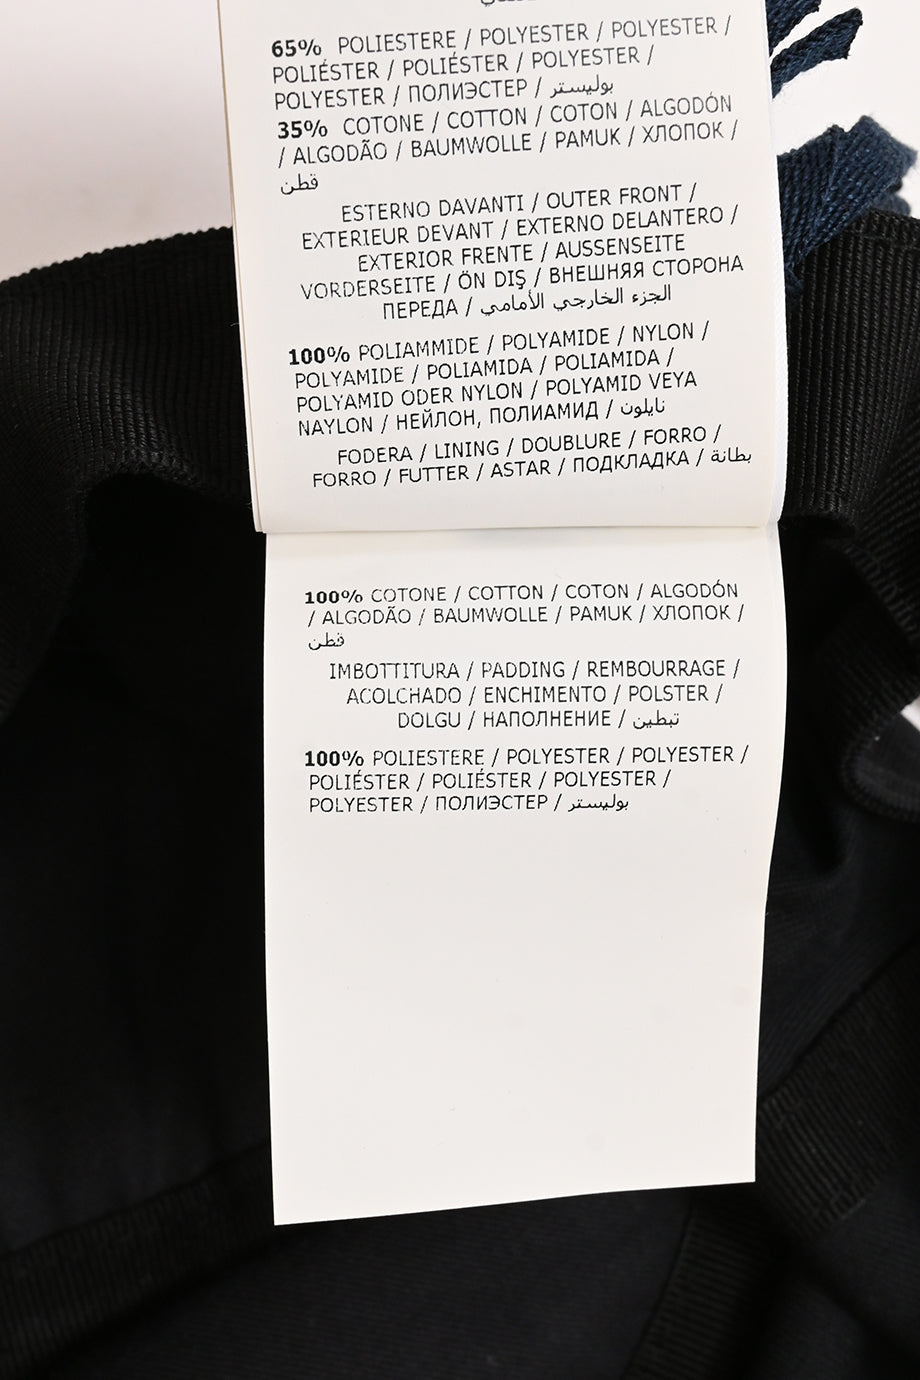 65% POLIESTERE / POLYESTER / POLYESTER /
POLIÉSTER / POLIÉSTER / POLYESTER /
POLYESTER / ПОЛИЭСТЕР / بوليستر
35% COTONE / COTTON / COTON / ALGODÓN
/ ALGODÃO / BAUMWOLLE / PAMUK / ХЛОПОК /
قطن
ESTERNO DAVANTI / OUTER FRONT /
EXTERIEUR DEVANT / EXTERNO DELANTERO /
EXTERIOR FRENTE / AUSSENSEITE
VORDERSEITE / ÖN DIŞ / ВНЕШНЯЯ СТОРОНА
ПЕРЕДА / الجزء الخارجي الأمامي
100% POLIAMMIDE / POLYAMIDE / NYLON /
POLYAMIDE / POLIAMIDA / POLIAMIDA /
POLYAMID ODER NYLON / POLYAMID VEYA
NAYLON / НЕЙЛОН, ПОЛИАМИД / نايلون
FODERA / LINING / DOUBLURE / FORRO /
FORRO / FUTTER / ASTAR / ПОДКЛАДКА / بطانة
100% COTONE / COTTON / COTON / ALGODÓN
/ ALGODÃO / BAUMWOLLE / PAMUK / ХЛОПОК /
قطن
IMBOTTITURA / PADDING / REMBOURRAGE /
ACOLCHADO / ENCHIMENTO / POLSTER /
DOLGU / НАПОЛНЕНИЕ / تبطين
100% POLIESTERE / POLYESTER / POLYESTER /
POLIÉSTER / POLIÉSTER / POLYESTER /
POLYESTER / ПОЛИЭСТЕР / بوليستر